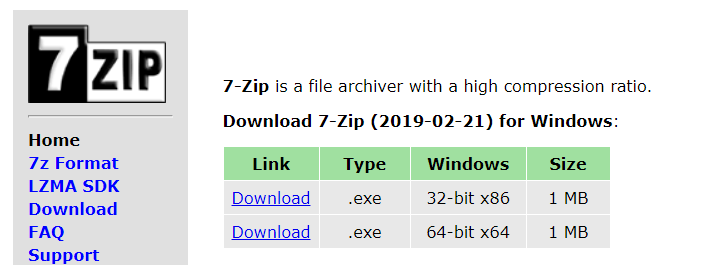 7ZIP
Home
7z Format
LZMA SDK
Download
FAQ
Support
7-Zip is a file archiver with a high compression ratio.
Download 7-Zip (2019-02-21) for Windows:
Link Type Windows Size
Download .exe 32-bit x86 1 MB
Download .exe 64-bit x64 1 MB